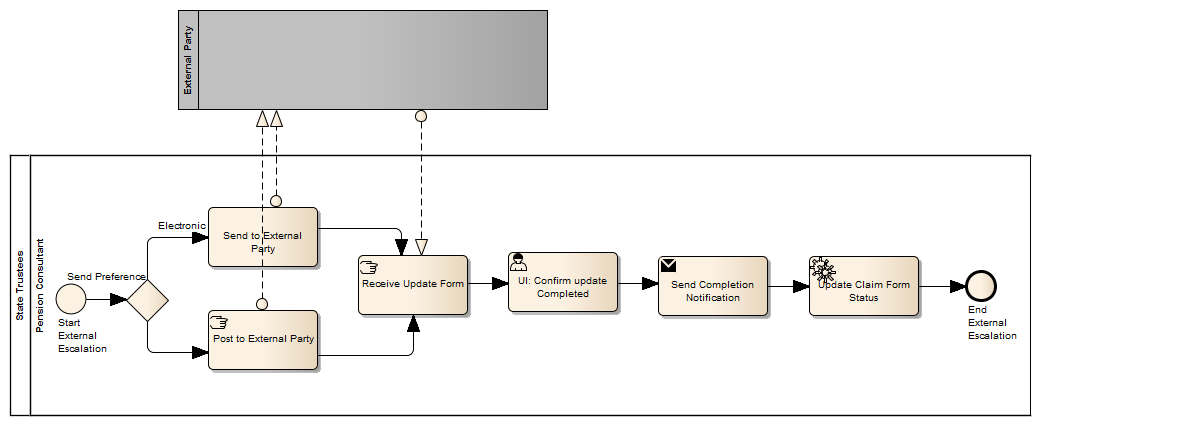 External Party
State Trustees
Pension Consultant
Electronic
Send to External
Party
Send Preference
Start
External
Escalation
Post to External Party
Receive Update Form
UI: Confirm update
Completed
Send Completion
Notification
Update Claim Form
Status
End
External
Escalation